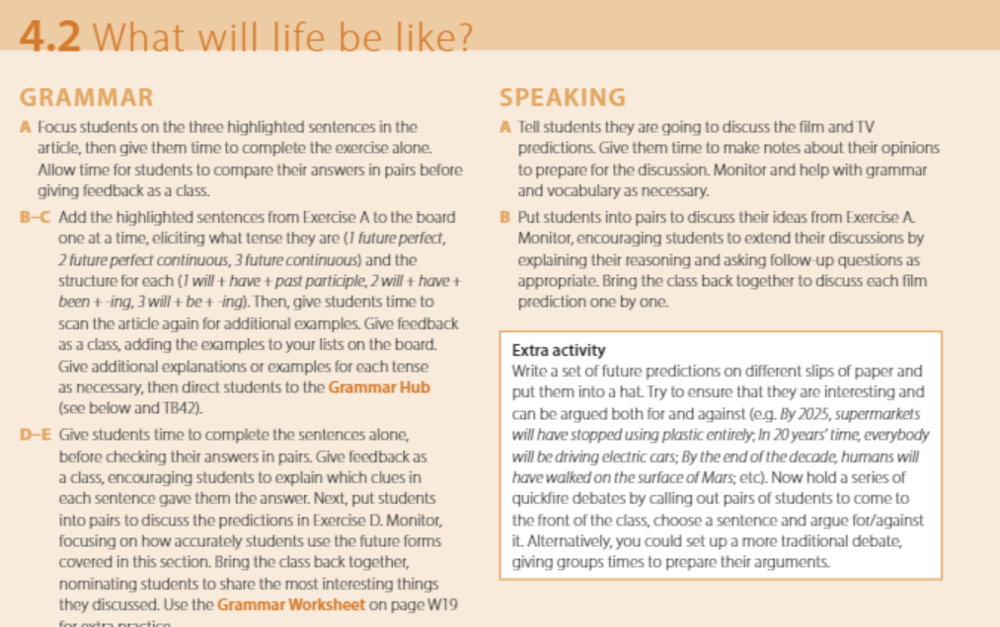 4.2 What will life be like?
GRAMMAR
A Focus students on the three highlighted sentences in the
article, then give them time to complete the exercise alone.
Allow time for students to compare their answers in pairs before
giving feedback as a class.
B–C Add the highlighted sentences from Exercise A to the board
one at a time, eliciting what tense they are (1 future perfect,
2 future perfect continuous, 3 future continuous) and the
structure for each (1 will + have + past participle, 2 will + have +
been + -ing, 3 will + be + -ing). Then, give students time to
scan the article again for additional examples. Give feedback
as a class, adding the examples to your lists on the board.
Give additional explanations or examples for each tense
as necessary, then direct students to the Grammar Hub
(see below and TB42).
D–E Give students time to complete the sentences alone,
before checking their answers in pairs. Give feedback as
a class, encouraging students to explain which clues in
each sentence gave them the answer. Next, put students
into pairs to discuss the predictions in Exercise D. Monitor,
focusing on how accurately students use the future forms
covered in this section. Bring the class back together,
nominating students to share the most interesting things
they discussed. Use the Grammar Worksheet on page W19
for extra practice.
SPEAKING
A Tell students they are going to discuss the film and TV
predictions. Give them time to make notes about their opinions
to prepare for the discussion. Monitor and help with grammar
and vocabulary as necessary.
B Put students into pairs to discuss their ideas from Exercise A.
Monitor, encouraging students to extend their discussions by
explaining their reasoning and asking follow-up questions as
appropriate. Bring the class back together to discuss each film
prediction one by one.
Extra activity
Write a set of future predictions on different slips of paper and
put them into a hat. Try to ensure that they are interesting and
can be argued both for and against (e.g. By 2025, supermarkets
will have stopped using plastic entirely; In 20 years' time, everybody
will be driving electric cars; By the end of the decade, humans will
have walked on the surface of Mars; etc). Now hold a series of
quickfire debates by calling out pairs of students to come to
the front of the class, choose a sentence and argue for/against
it. Alternatively, you could set up a more traditional debate,
giving groups times to prepare their arguments.